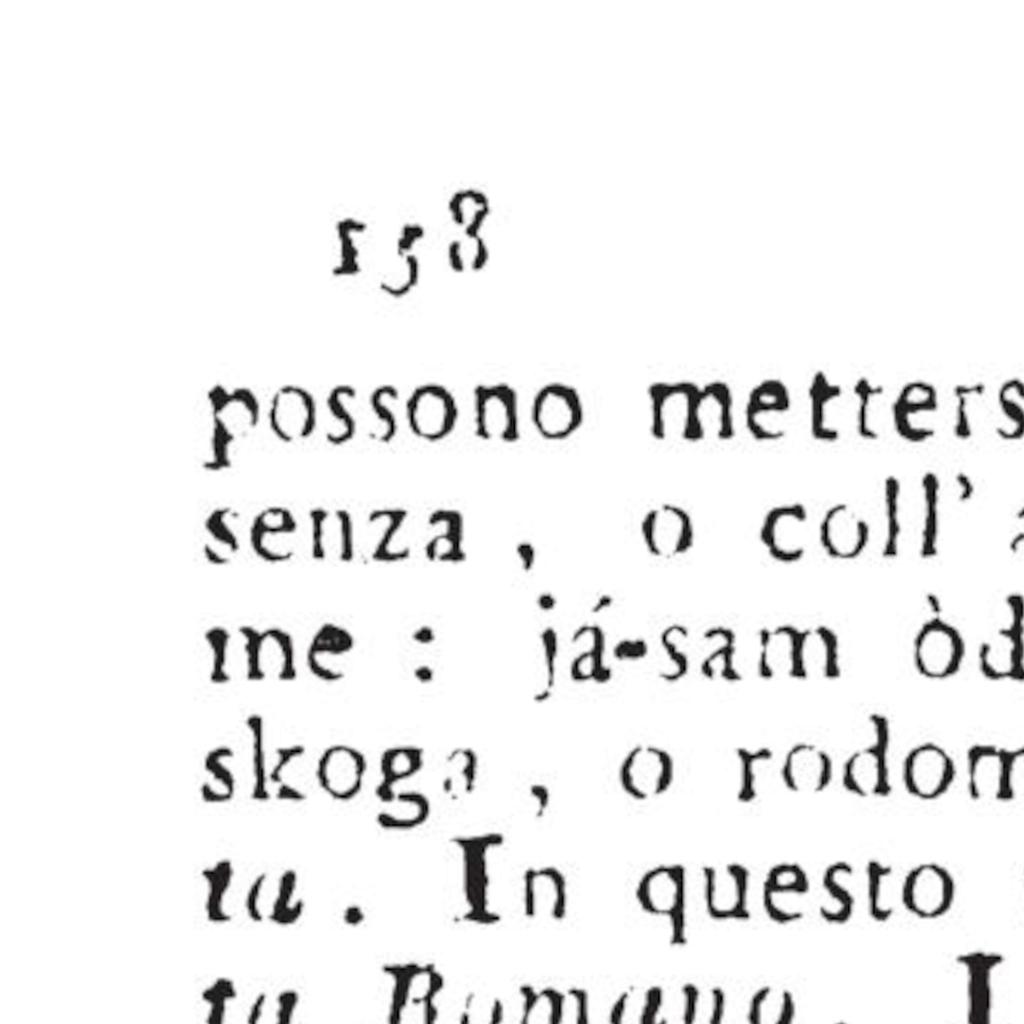 158
possono metters
senza , o coll'
me : já-sam òd
skoga , o rodom
ta . In questo
ta Romano . I